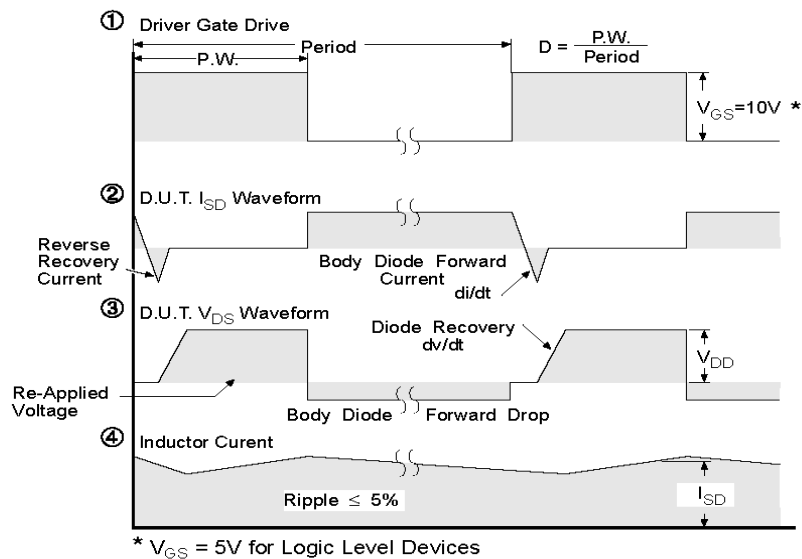 ① Driver Gate Drive
Period
P.W.
D = P.W. / Period
V_GS=10V *
② D.U.T. I_SD Waveform
Reverse
Recovery
Current
Body Diode Forward
Current
di/dt
③ D.U.T. V_DS Waveform
Diode Recovery
dv/dt
V_DD
Re-Applied
Voltage
Body Diode Forward Drop
④ Inductor Curent
Ripple ≤ 5%
I_SD
* V_GS = 5V for Logic Level Devices